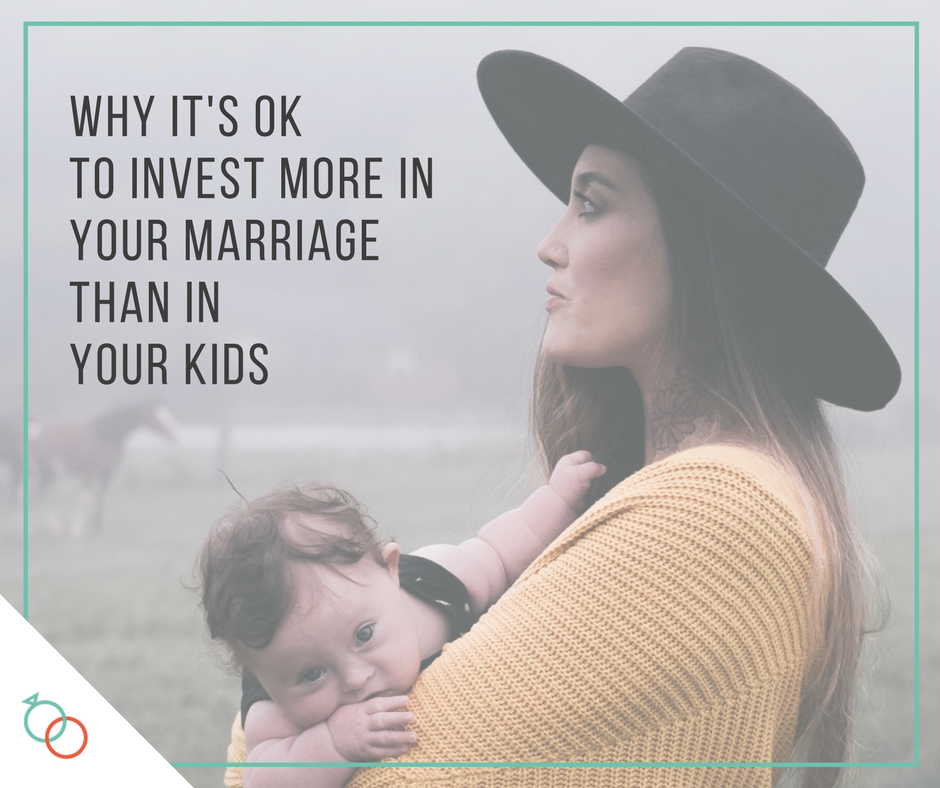 WHY IT'S OK
TO INVEST MORE IN
YOUR MARRIAGE
THAN IN
YOUR KIDS